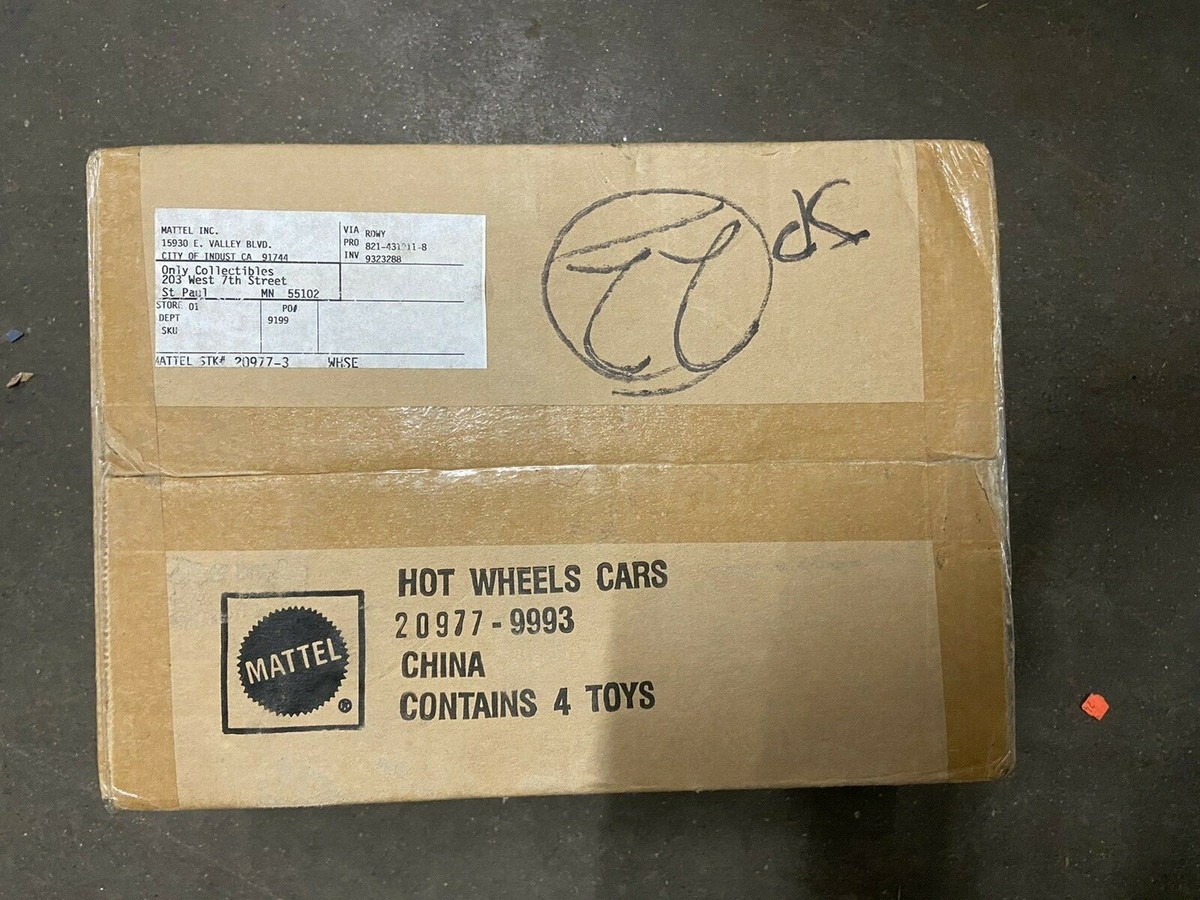 MATTEL INC.
15930 E. VALLEY BLVD.
CITY OF INDUST CA 91744
VIA ROWY
PRO
INV 9323288
Only Collectibles
203 West 7th Street
St Paul MN 55102
STORE 01
DEPT
SKU
PO#
9199
MATTEL STK# 20977-3 WHSE
HOT WHEELS CARS
20977-9993
CHINA
CONTAINS 4 TOYS
MATTEL
®